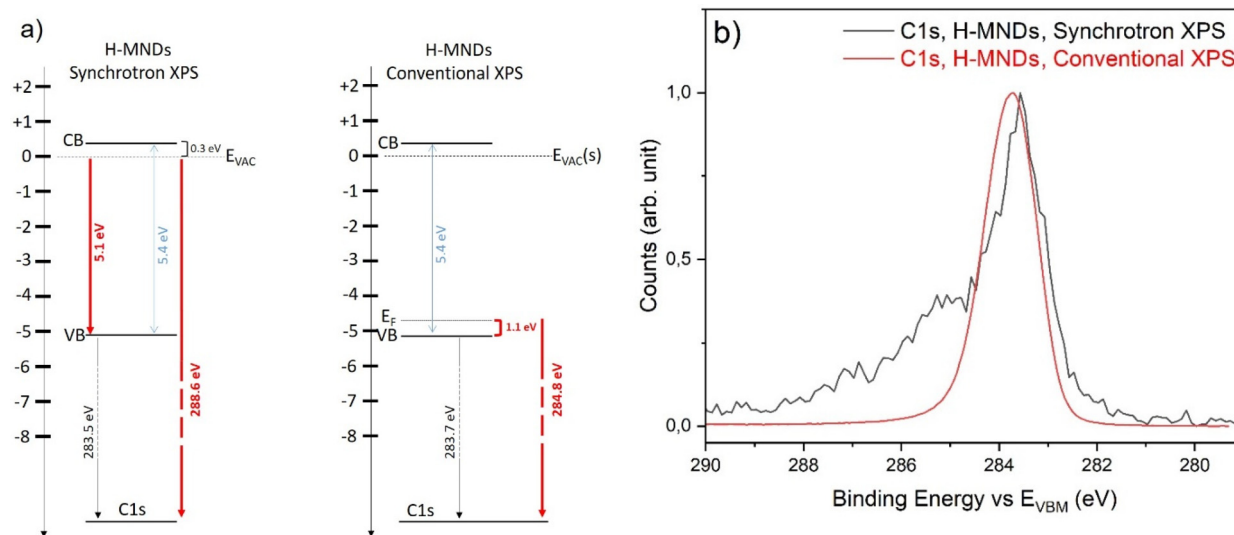 a)
H-MNDs
Synchrotron XPS
+2
+1
0
-1
-2
-3
-4
-5
-6
-7
-8
CB
0.3 eV
E_VAC
5.1 eV
5.4 eV
VB
283.5 eV
288.6 eV
C1s
H-MNDs
Conventional XPS
+2
+1
0
-1
-2
-3
-4
-5
-6
-7
-8
CB
E_VAC(s)
5.4 eV
E_F
VB
1.1 eV
283.7 eV
284.8 eV
C1s
b)
C1s, H-MNDs, Synchrotron XPS
C1s, H-MNDs, Conventional XPS
Counts (arb. unit)
1,0
0,5
0,0
290 288 286 284 282 280
Binding Energy vs E_VBM (eV)